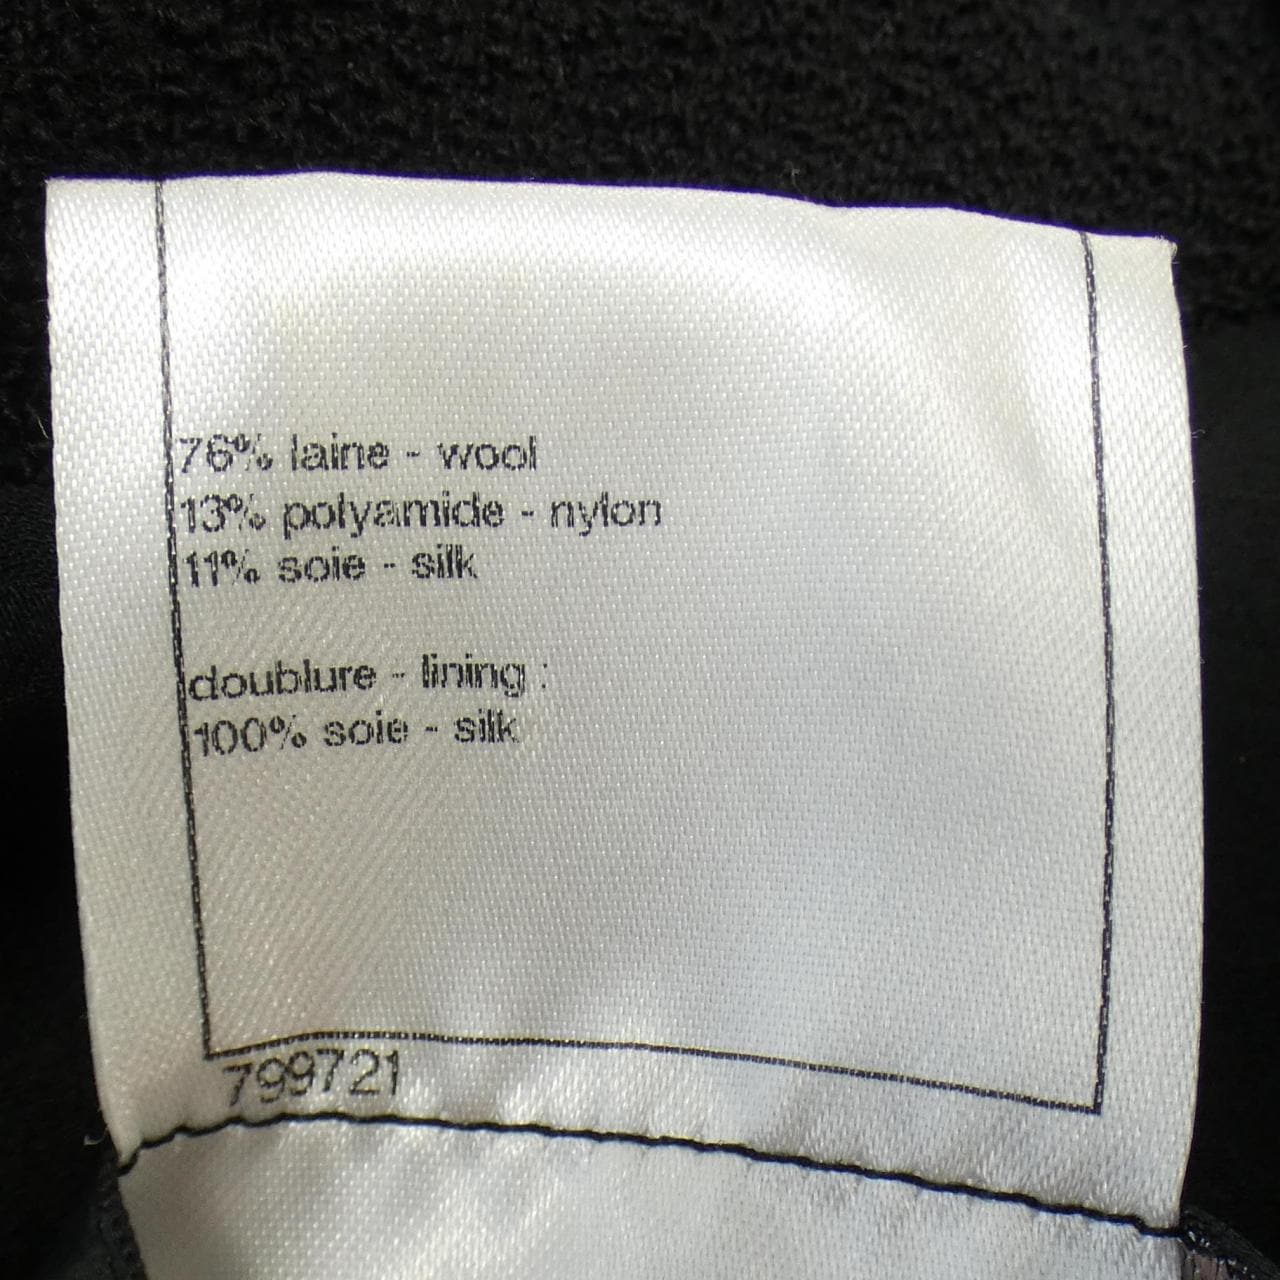 76% laine - wool
13% polyamide - nylon
11% soie - silk
doublure - lining :
100% soie - silk
799721